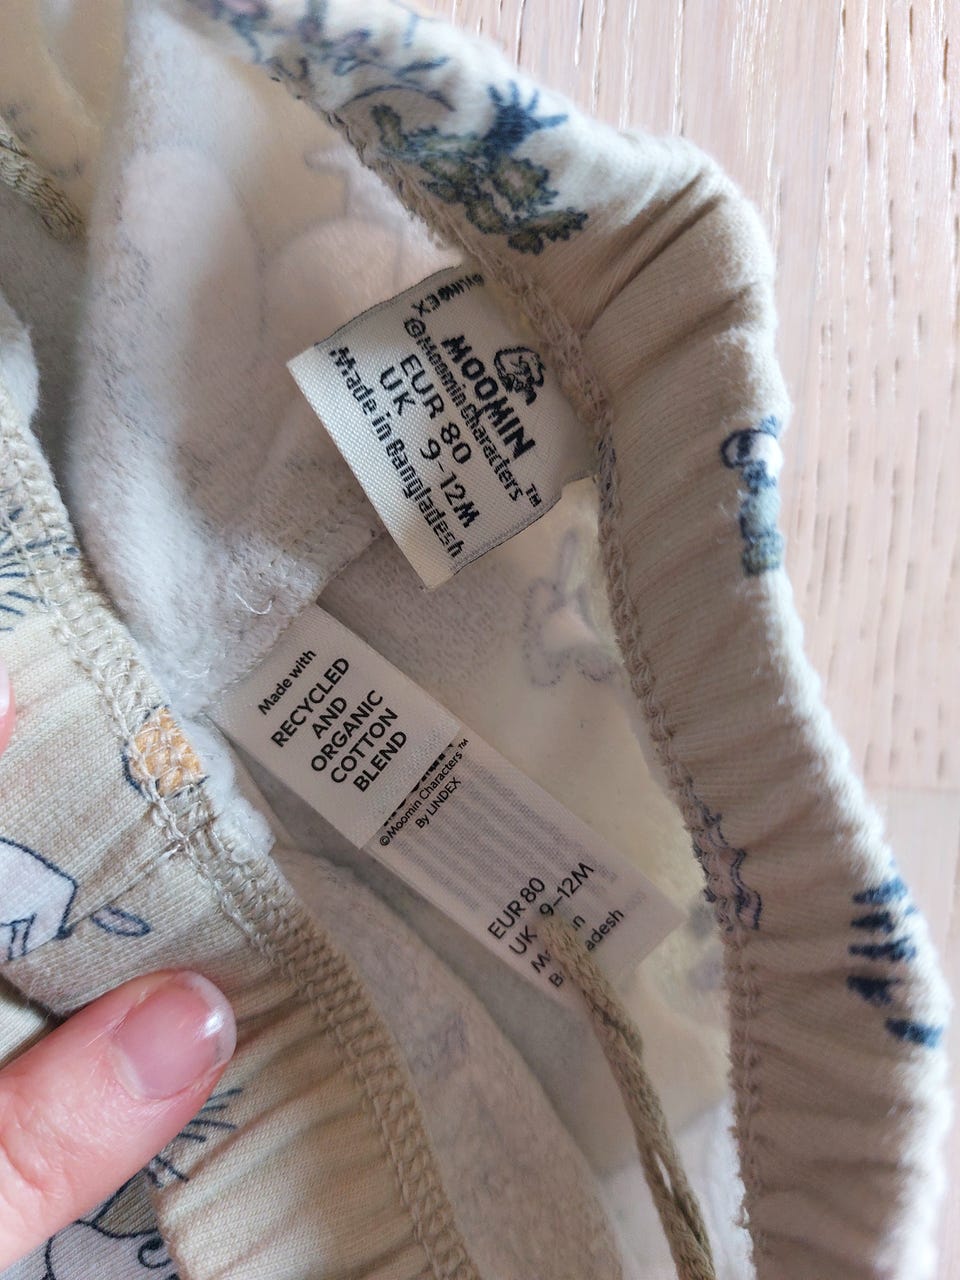 MOOMIN
©Moomin Characters™
EUR 80
UK 9-12M
Made in Bangladesh
Made with
RECYCLED
AND
ORGANIC
COTTON
BLEND
©Moomin Characters™
By LINDEX
EUR 80
UK 9–12M